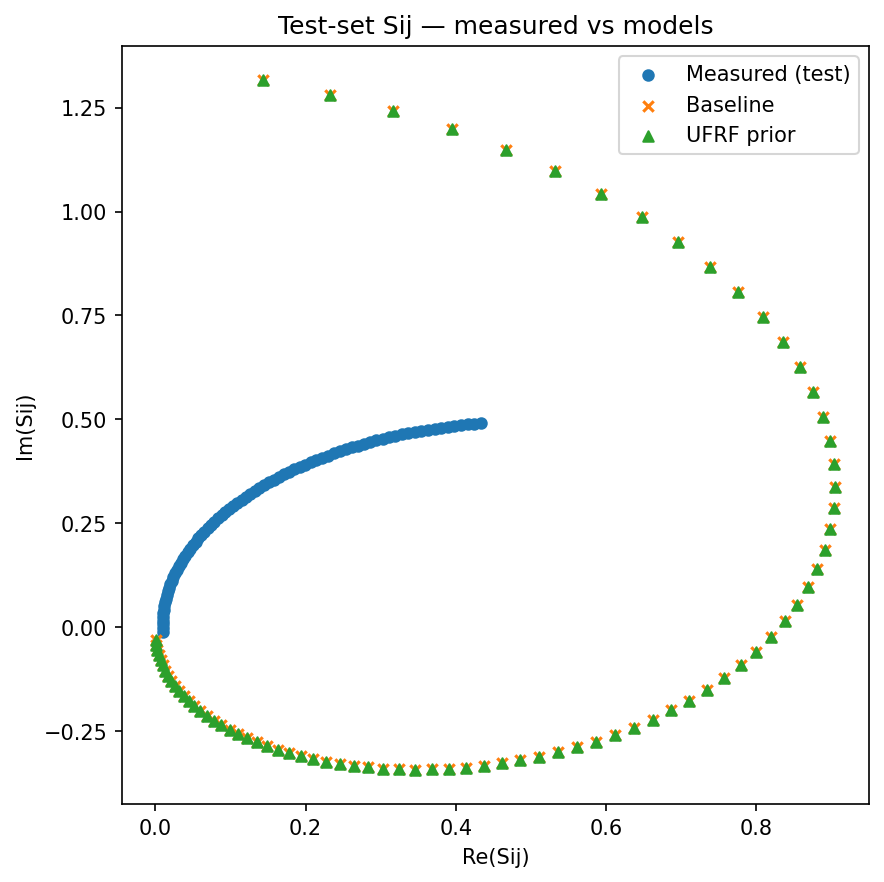 Test-set Sij — measured vs models
Measured (test)
Baseline
UFRF prior
1.25
1.00
0.75
0.50
0.25
0.00
−0.25
Im(Sij)
0.0 0.2 0.4 0.6 0.8
Re(Sij)